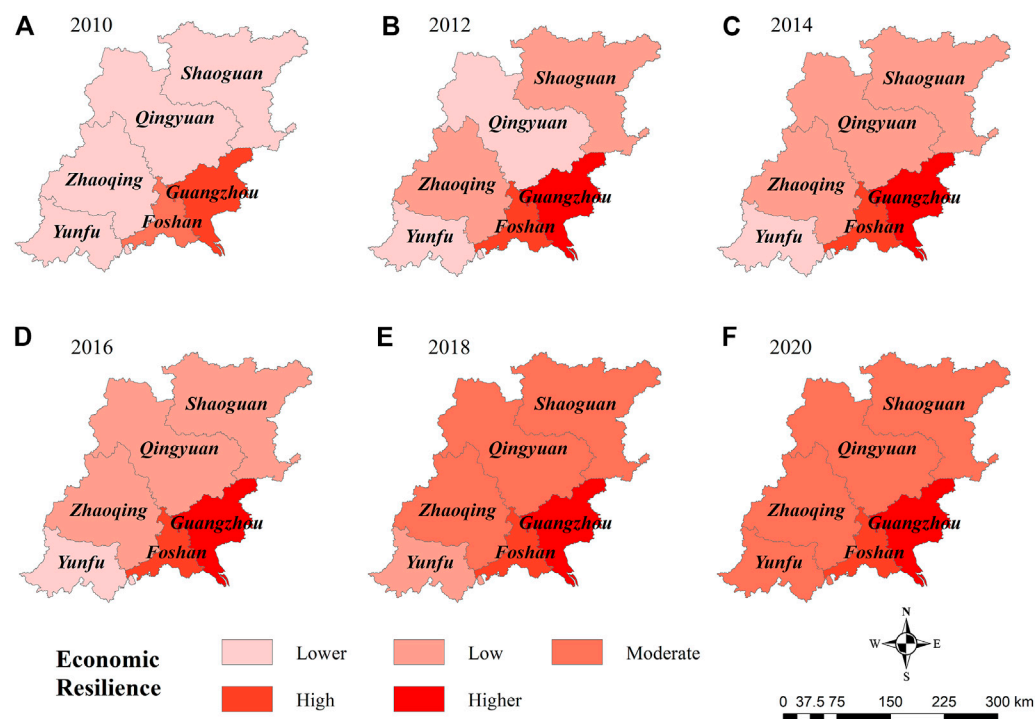 A 2010
Shaoguan
Qingyuan
Zhaoqing
Guangzhou
Foshan
Yunfu
B 2012
Shaoguan
Qingyuan
Zhaoqing
Guangzhou
Foshan
Yunfu
C 2014
Shaoguan
Qingyuan
Zhaoqing
Guangzhou
Foshan
Yunfu
D 2016
Shaoguan
Qingyuan
Zhaoqing
Guangzhou
Foshan
Yunfu
E 2018
Shaoguan
Qingyuan
Zhaoqing
Guangzhou
Foshan
Yunfu
F 2020
Shaoguan
Qingyuan
Zhaoqing
Guangzhou
Foshan
Yunfu
Economic
Resilience
Lower
Low
Moderate
High
Higher
N
W E
S
0 37.5 75 150 225 300 km